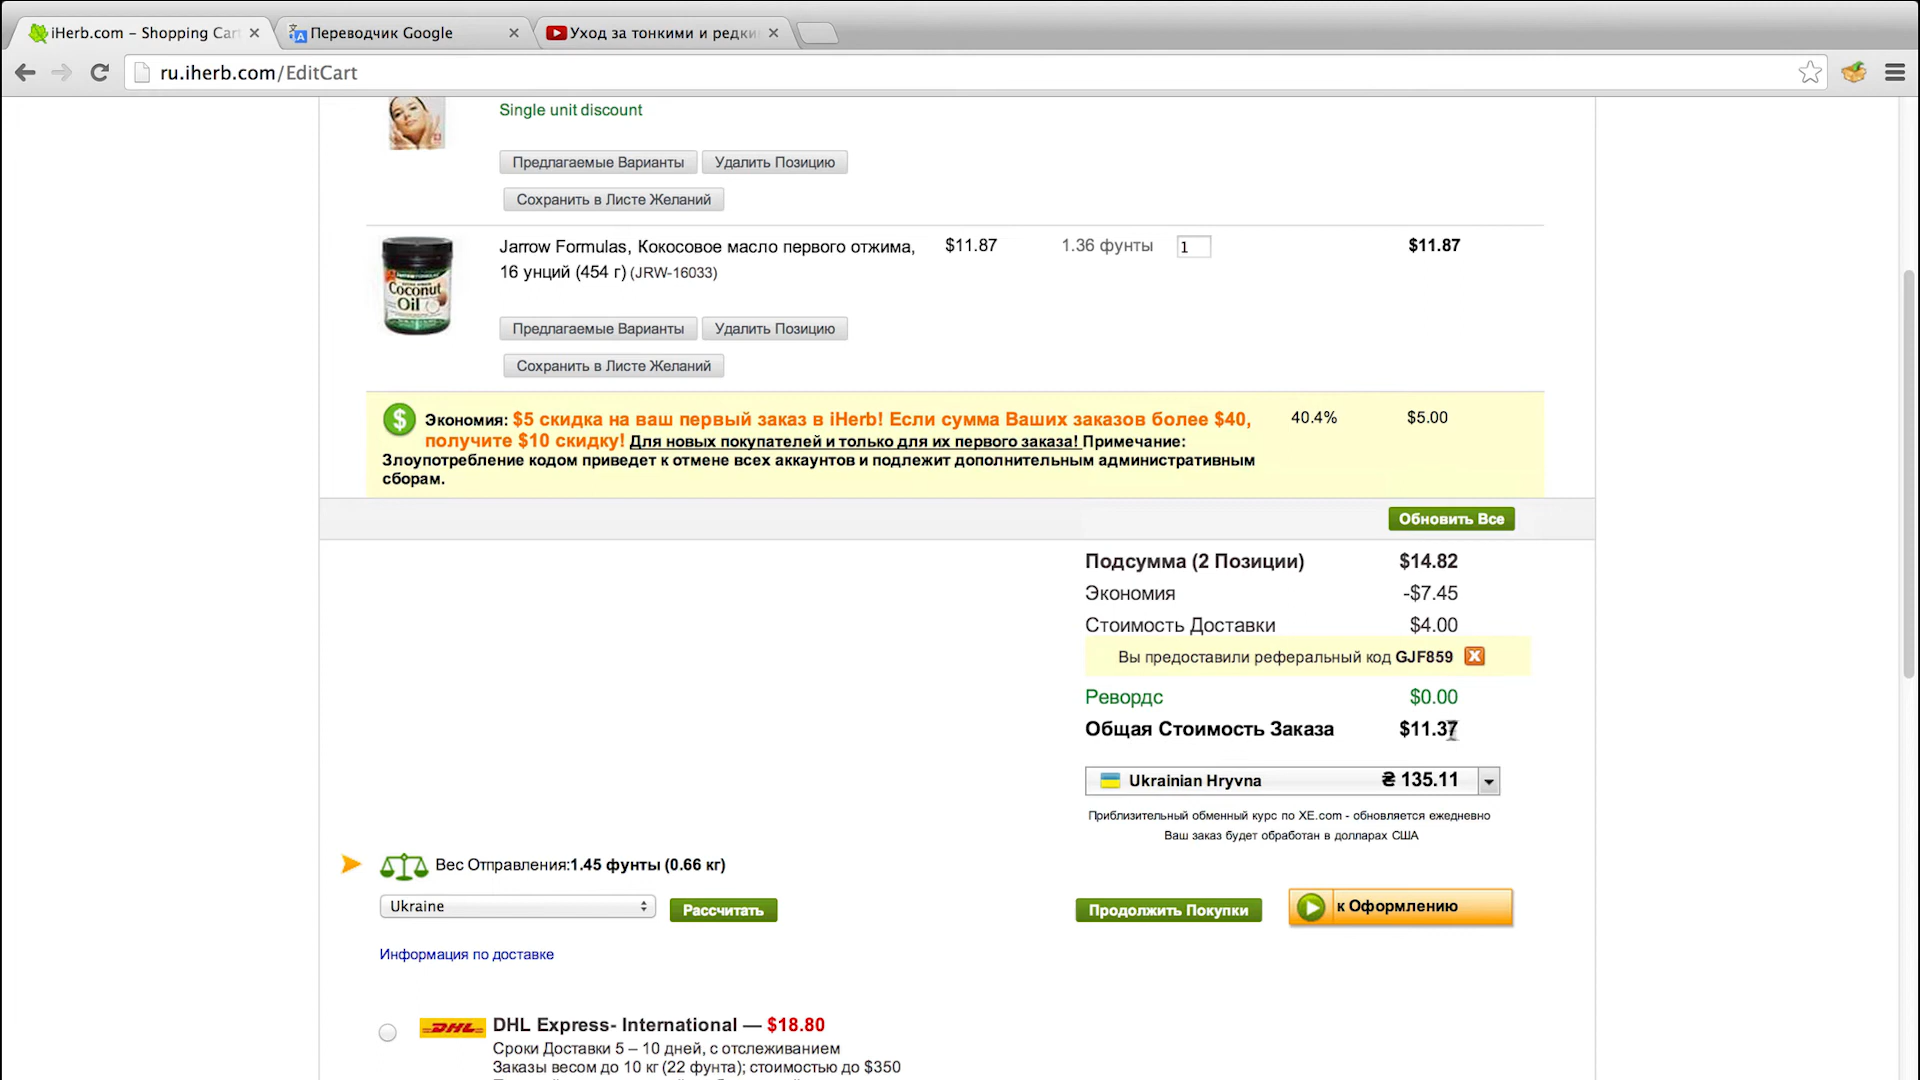 iHerb.com – Shopping Cart
Переводчик Google
Уход за тонкими и редки
ru.iherb.com/EditCart
Single unit discount
Предлагаемые Варианты Удалить Позицию
Сохранить в Листе Желаний
Coconut
Oil
Jarrow Formulas, Кокосовое масло первого отжима, $11.87 1.36 фунты 1 $11.87
16 унций (454 г) (JRW-16033)
Предлагаемые Варианты Удалить Позицию
Сохранить в Листе Желаний
Экономия: $5 скидка на ваш первый заказ в iHerb! Если сумма Ваших заказов более $40, 40.4% $5.00
получите $10 скидку! Для новых покупателей и только для их первого заказа! Примечание:
Злоупотребление кодом приведет к отмене всех аккаунтов и подлежит дополнительным административным
сборам.
Обновить Все
Подсумма (2 Позиции) $14.82
Экономия -$7.45
Стоимость Доставки $4.00
Вы предоставили реферальный код GJF859
Ревордс $0.00
Общая Стоимость Заказа $11.37
Ukrainian Hryvna ₴ 135.11
Приблизительный обменный курс по XE.com - обновляется ежедневно
Ваш заказ будет обработан в долларах США
Вес Отправления:1.45 фунты (0.66 кг)
Ukraine Рассчитать Продолжить Покупки к Оформлению
Информация по доставке
DHL DHL Express- International — $18.80
Сроки Доставки 5 – 10 дней, с отслеживанием
Заказы весом до 10 кг (22 фунта); стоимостью до $350